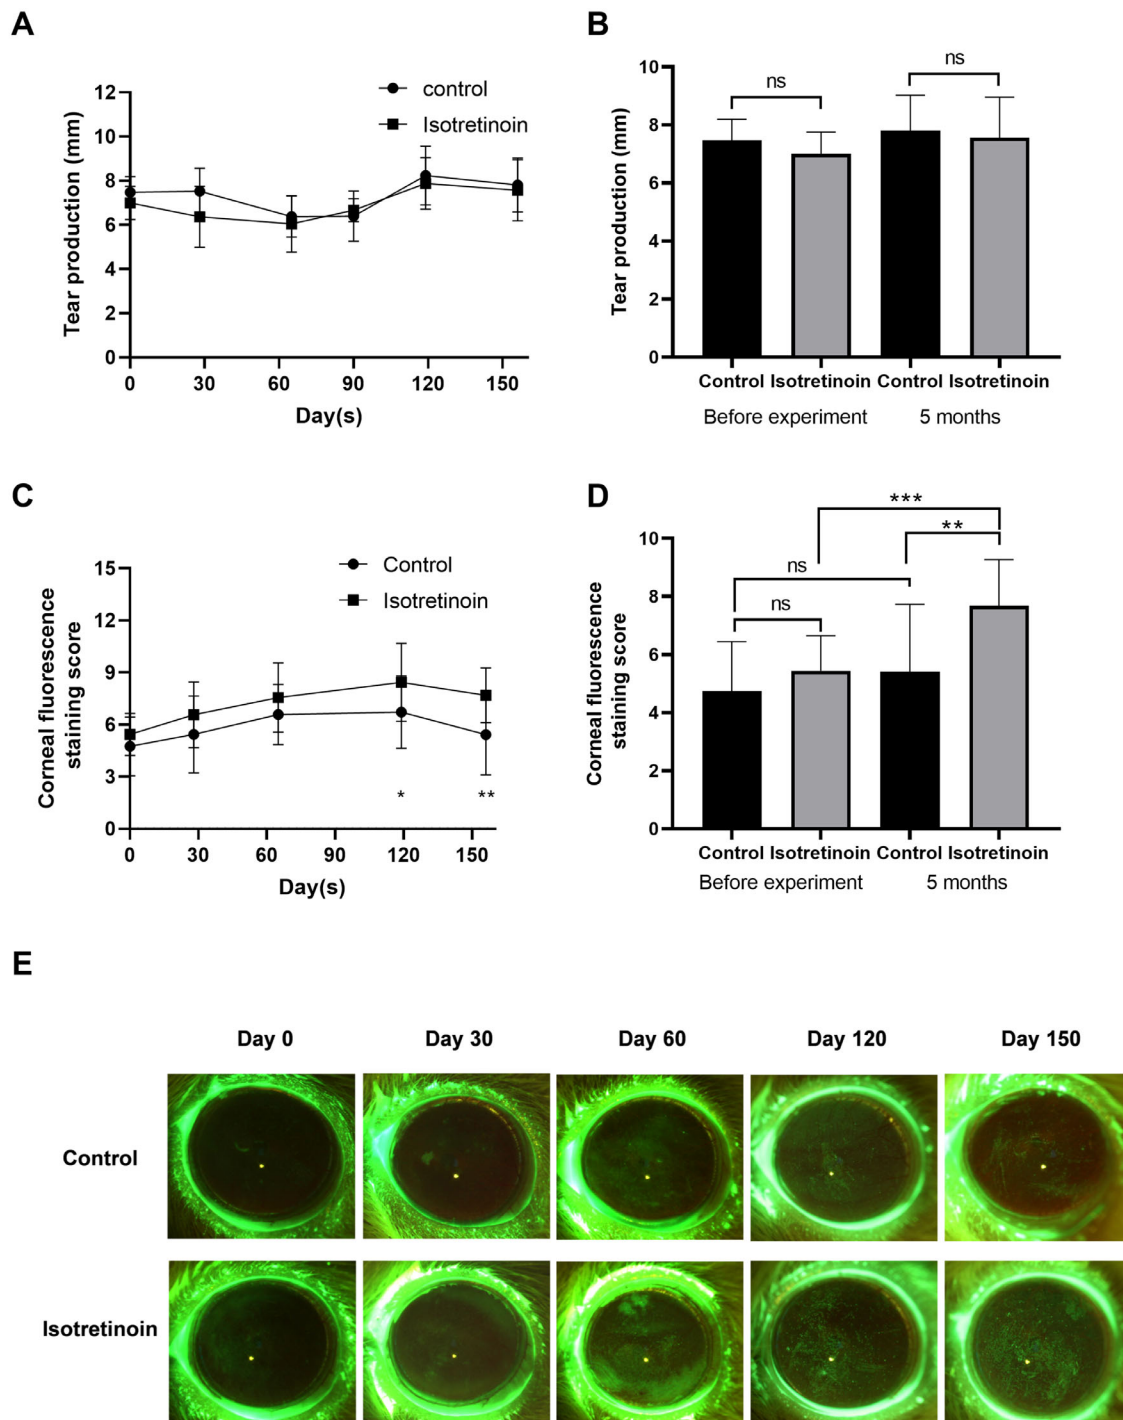 A
Tear production (mm)
12
10
8
6
4
2
0
control
Isotretinoin
0 30 60 90 120 150
Day(s)
B
Tear production (mm)
10
8
6
4
2
0
ns
ns
Control Isotretinoin Control Isotretinoin
Before experiment 5 months
C
Corneal fluorescence
staining score
15
12
9
6
3
0
Control
Isotretinoin
* **
0 30 60 90 120 150
Day(s)
D
Corneal fluorescence
staining score
10
8
6
4
2
0
***
**
ns
ns
Control Isotretinoin Control Isotretinoin
Before experiment 5 months
E
Day 0 Day 30 Day 60 Day 120 Day 150
Control
Isotretinoin